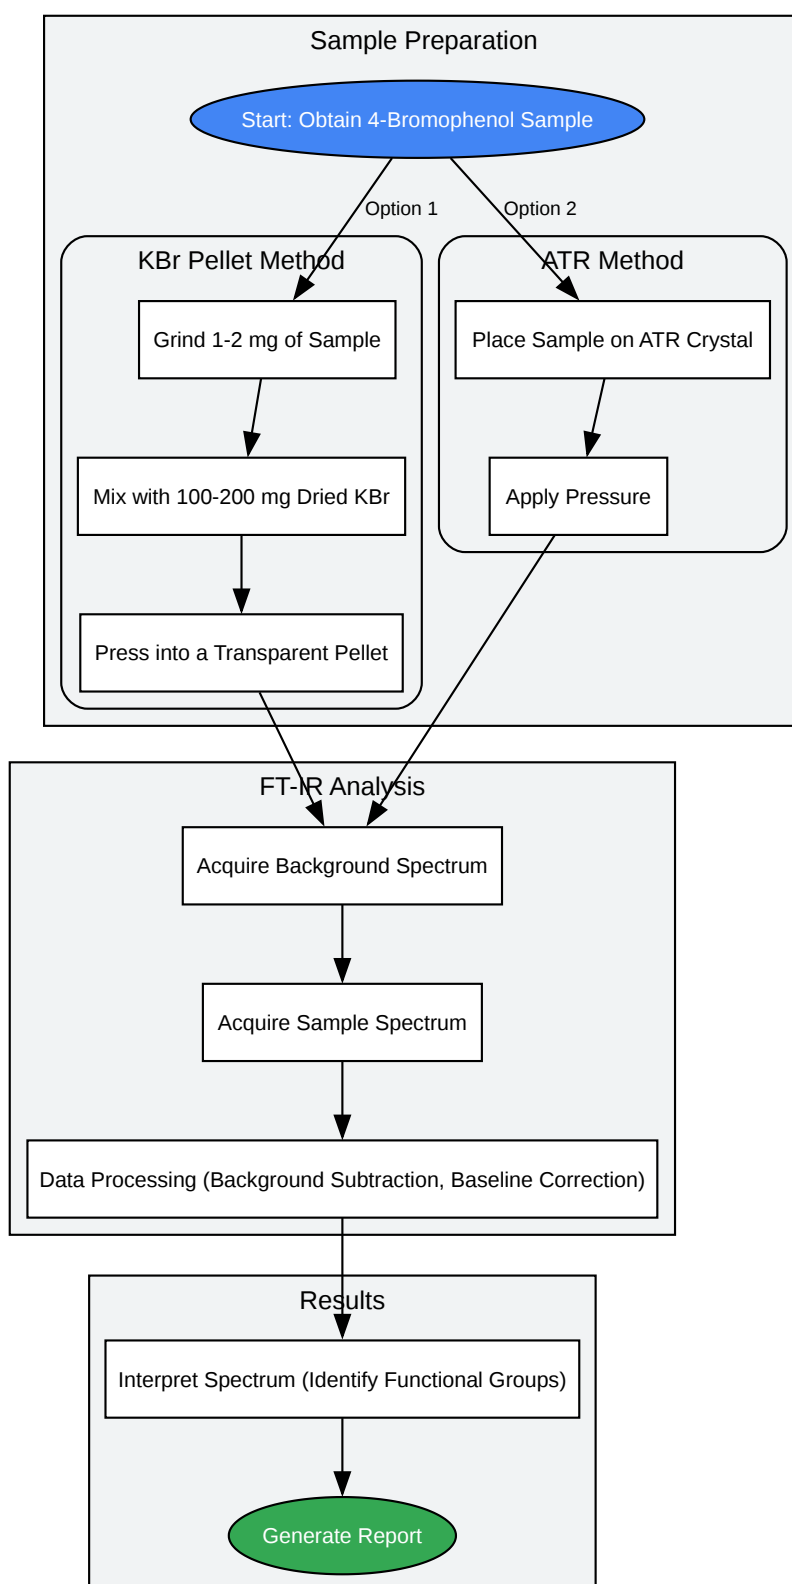 Sample Preparation
Start: Obtain 4-Bromophenol Sample
Option 1
Option 2
KBr Pellet Method
ATR Method
Grind 1-2 mg of Sample
Place Sample on ATR Crystal
Mix with 100-200 mg Dried KBr
Apply Pressure
Press into a Transparent Pellet
FT-IR Analysis
Acquire Background Spectrum
Acquire Sample Spectrum
Data Processing (Background Subtraction, Baseline Correction)
Results
Interpret Spectrum (Identify Functional Groups)
Generate Report